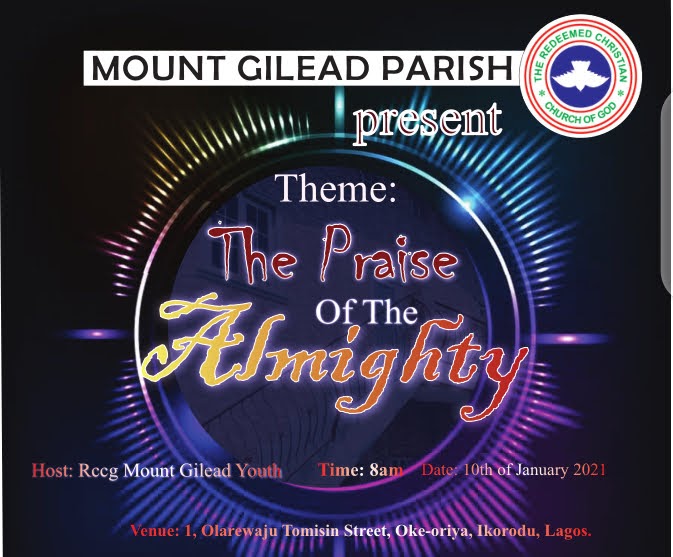 MOUNT GILEAD PARISH
THE REDEEMED CHRISTIAN
CHURCH OF GOD
present
Theme:
The Praise
Of The
Almighty
Host: Rccg Mount Gilead Youth Time: 8am Date: 10th of January 2021
Venue: 1, Olarewaju Tomisin Street, Oke-oriya, Ikorodu, Lagos.